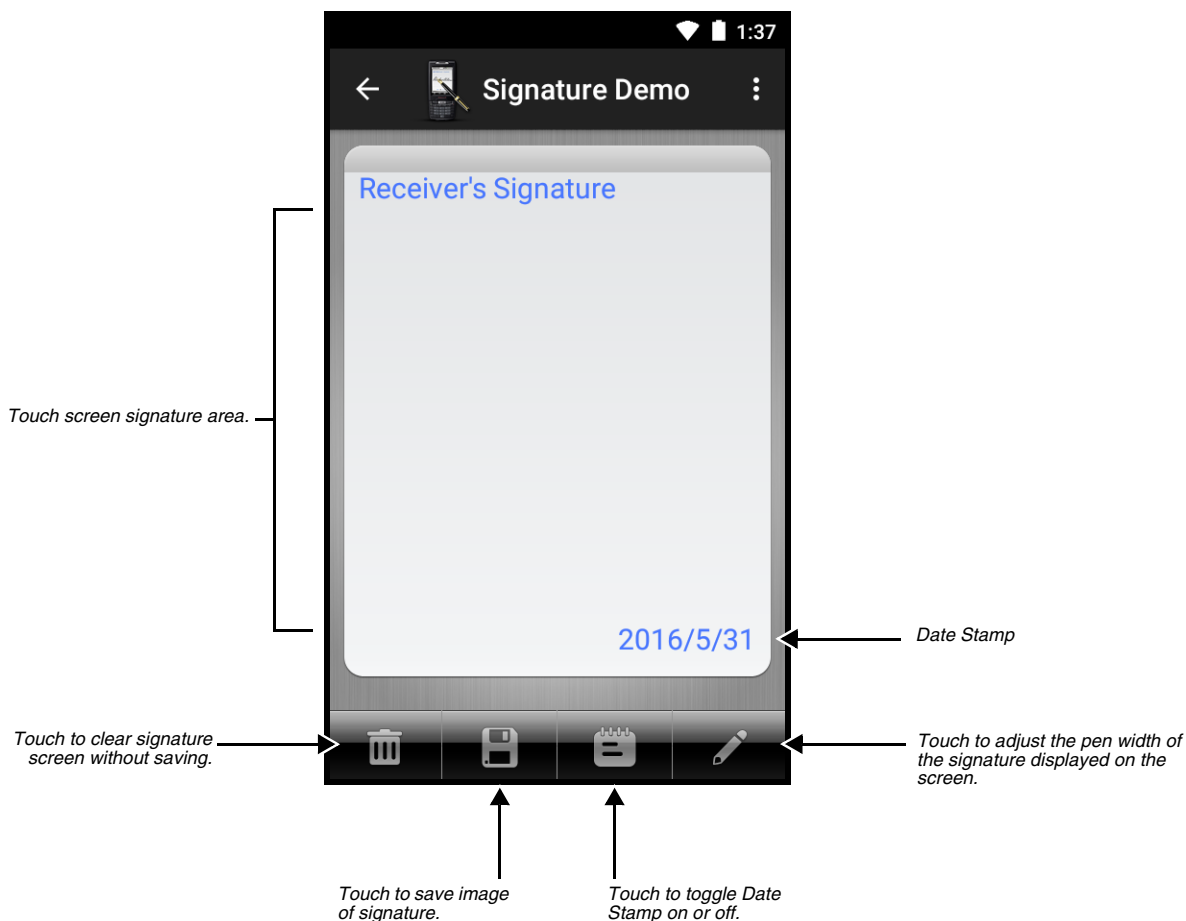 1:37
Signature Demo
Receiver's Signature
Touch screen signature area.
2016/5/31
Date Stamp
Touch to clear signature
screen without saving.
Touch to adjust the pen width of
the signature displayed on the
screen.
Touch to save image
of signature.
Touch to toggle Date
Stamp on or off.